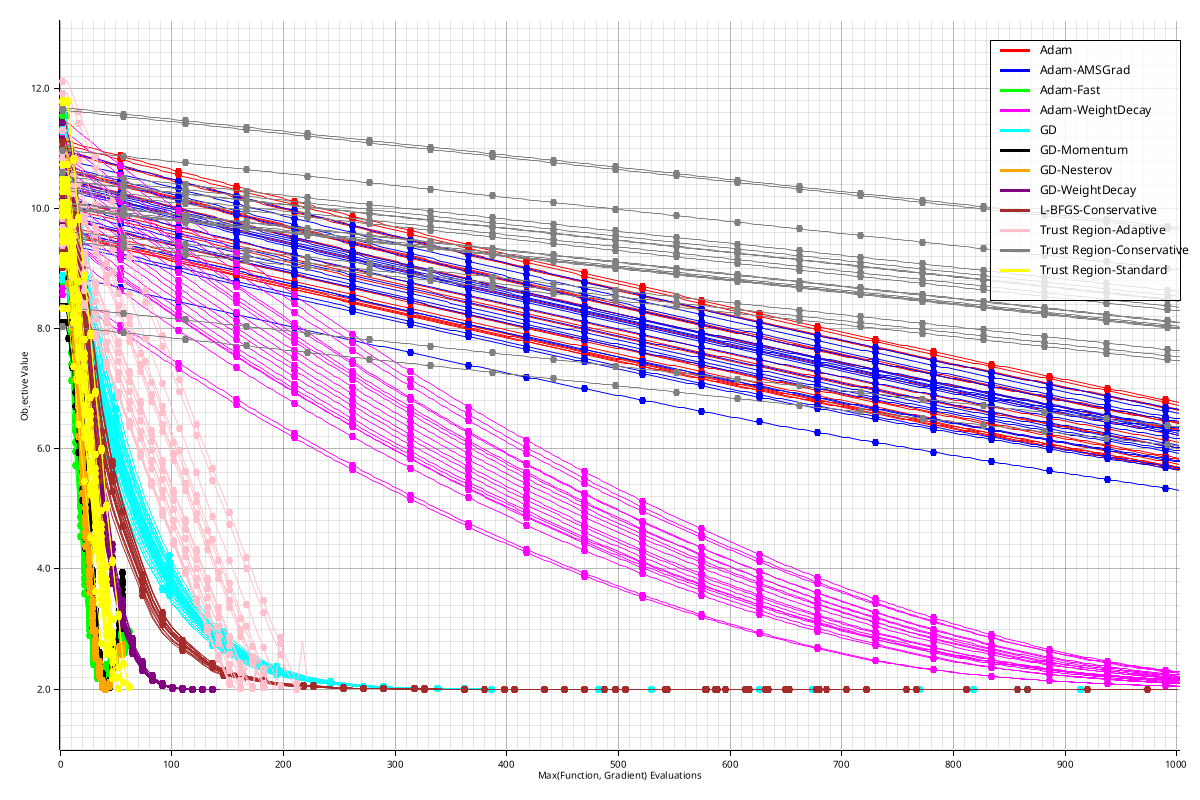 12.0
10.0
8.0
6.0
4.0
2.0
Objective Value
0 100 200 300 400 500 600 700 800 900 1000
Max(Function, Gradient) Evaluations
Adam
Adam-AMSGrad
Adam-Fast
Adam-WeightDecay
GD
GD-Momentum
GD-Nesterov
GD-WeightDecay
L-BFGS-Conservative
Trust Region-Adaptive
Trust Region-Conservative
Trust Region-Standard